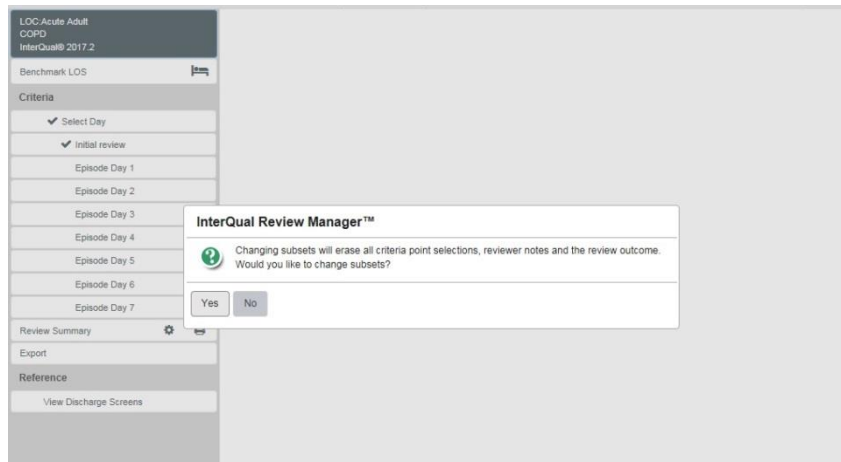 LOC:Acute Adult
COPD
InterQual® 2017.2
Benchmark LOS
Criteria
Select Day
Initial review
Episode Day 1
Episode Day 2
Episode Day 3
Episode Day 4
Episode Day 5
Episode Day 6
Episode Day 7
Review Summary
Export
Reference
View Discharge Screens
InterQual Review Manager™
Changing subsets will erase all criteria point selections, reviewer notes and the review outcome.
Would you like to change subsets?
Yes No